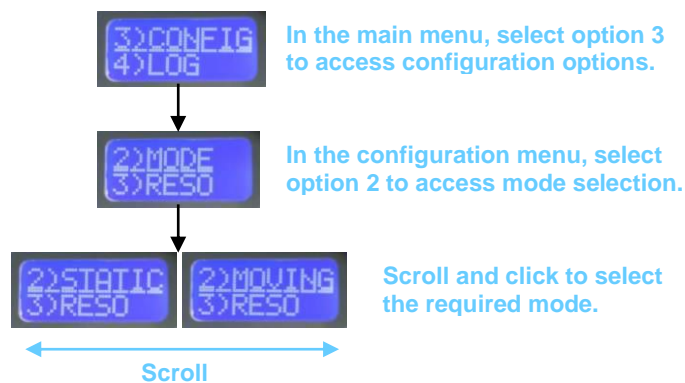 3)CONFIG
4)LOG
In the main menu, select option 3
to access configuration options.
2)MODE
3)RESO
In the configuration menu, select
option 2 to access mode selection.
2)STATIC
3)RESO
2)MOVING
3)RESO
Scroll and click to select
the required mode.
Scroll